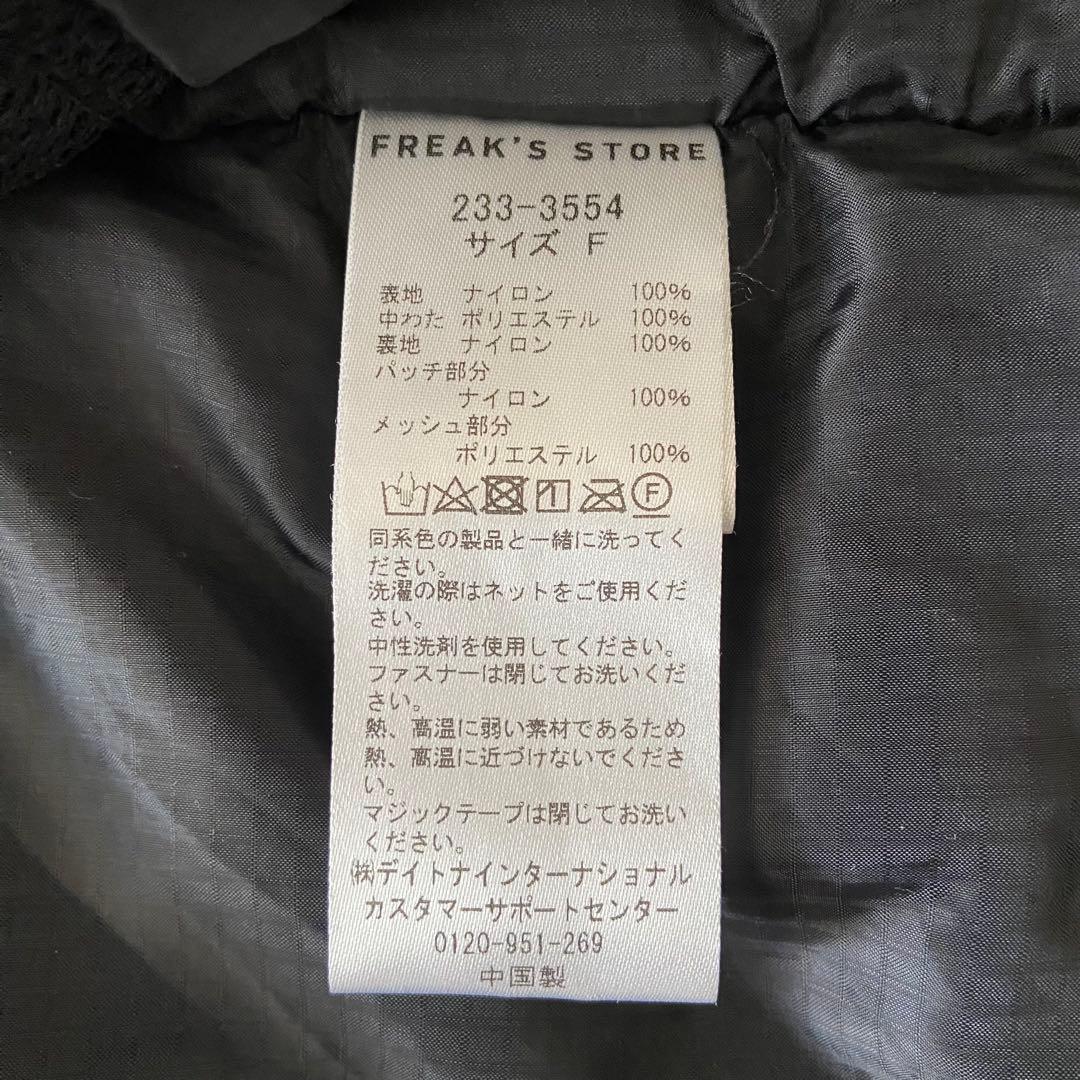 FREAK'S STORE
233-3554
サイズ F
表地 ナイロン 100%
中わた ポリエステル 100%
裏地 ナイロン 100%
パッチ部分
ナイロン 100%
メッシュ部分
ポリエステル 100%
F
同系色の製品と一緒に洗ってく
ださい。
洗濯の際はネットをご使用くだ
さい。
中性洗剤を使用してください。
ファスナーは閉じてお洗いくだ
さい。
熱、高温に弱い素材であるため
熱、高温に近づけないでくださ
い。
マジックテープは閉じてお洗い
ください。
㈱デイトナインターナショナル
カスタマーサポートセンター
0120-951-269
中国製